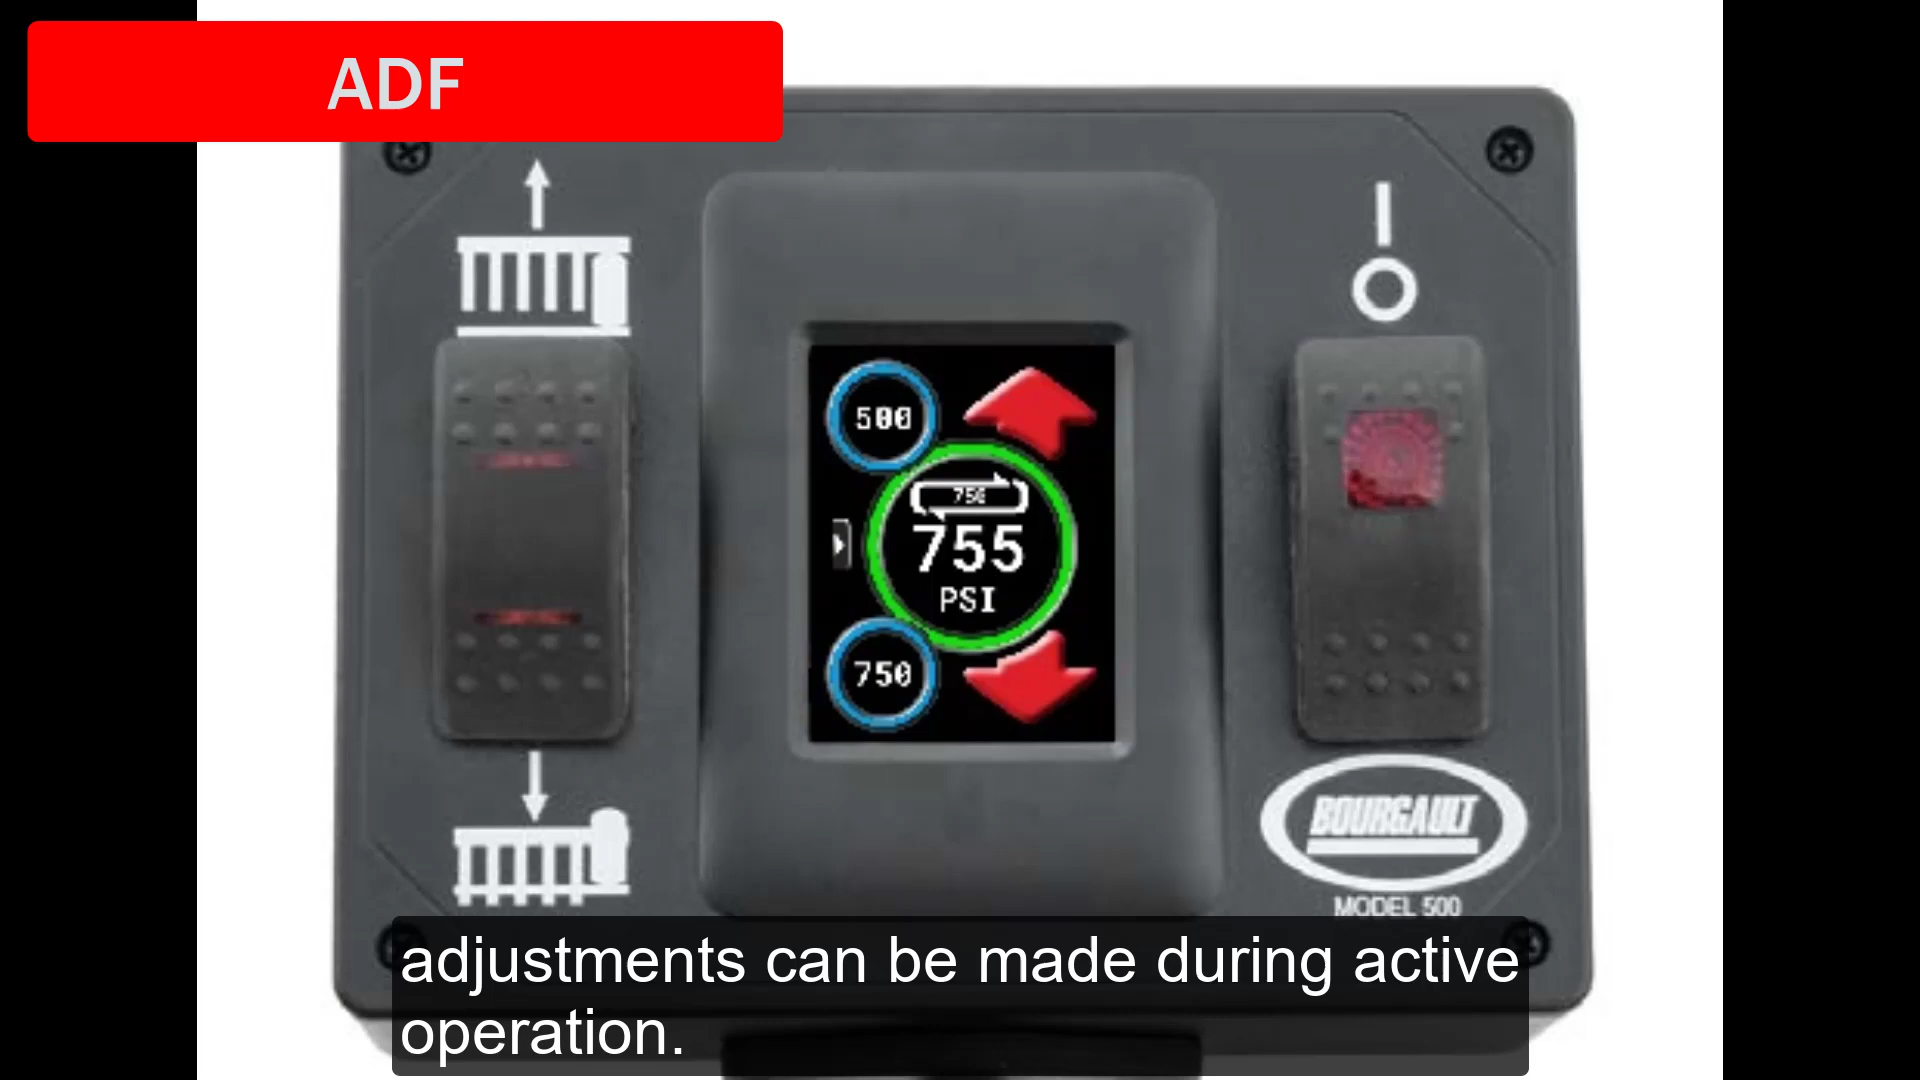 ADF
500
750
755
PSI
750
BOURGAULT
MODEL 500
adjustments can be made during active
operation.